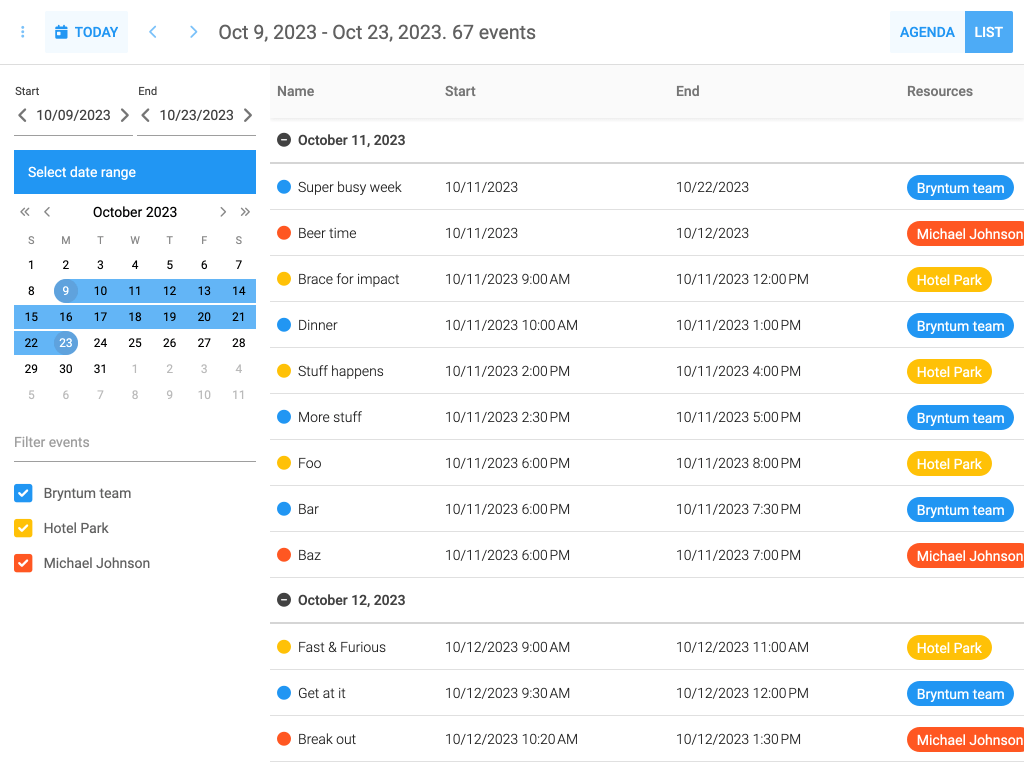 TODAY
Oct 9, 2023 - Oct 23, 2023. 67 events
AGENDA LIST
Start End
10/09/2023 10/23/2023
Select date range
October 2023
S M T W T F S
1 2 3 4 5 6 7
8 9 10 11 12 13 14
15 16 17 18 19 20 21
22 23 24 25 26 27 28
29 30 31 1 2 3 4
5 6 7 8 9 10 11
Filter events
Bryntum team
Hotel Park
Michael Johnson
Name Start End Resources
October 11, 2023
Super busy week 10/11/2023 10/22/2023 Bryntum team
Beer time 10/11/2023 10/12/2023 Michael Johnson
Brace for impact 10/11/2023 9:00 AM 10/11/2023 12:00 PM Hotel Park
Dinner 10/11/2023 10:00 AM 10/11/2023 1:00 PM Bryntum team
Stuff happens 10/11/2023 2:00 PM 10/11/2023 4:00 PM Hotel Park
More stuff 10/11/2023 2:30 PM 10/11/2023 5:00 PM Bryntum team
Foo 10/11/2023 6:00 PM 10/11/2023 8:00 PM Hotel Park
Bar 10/11/2023 6:00 PM 10/11/2023 7:30 PM Bryntum team
Baz 10/11/2023 6:00 PM 10/11/2023 7:00 PM Michael Johnson
October 12, 2023
Fast & Furious 10/12/2023 9:00 AM 10/12/2023 11:00 AM Hotel Park
Get at it 10/12/2023 9:30 AM 10/12/2023 12:00 PM Bryntum team
Break out 10/12/2023 10:20 AM 10/12/2023 1:30 PM Michael Johnson